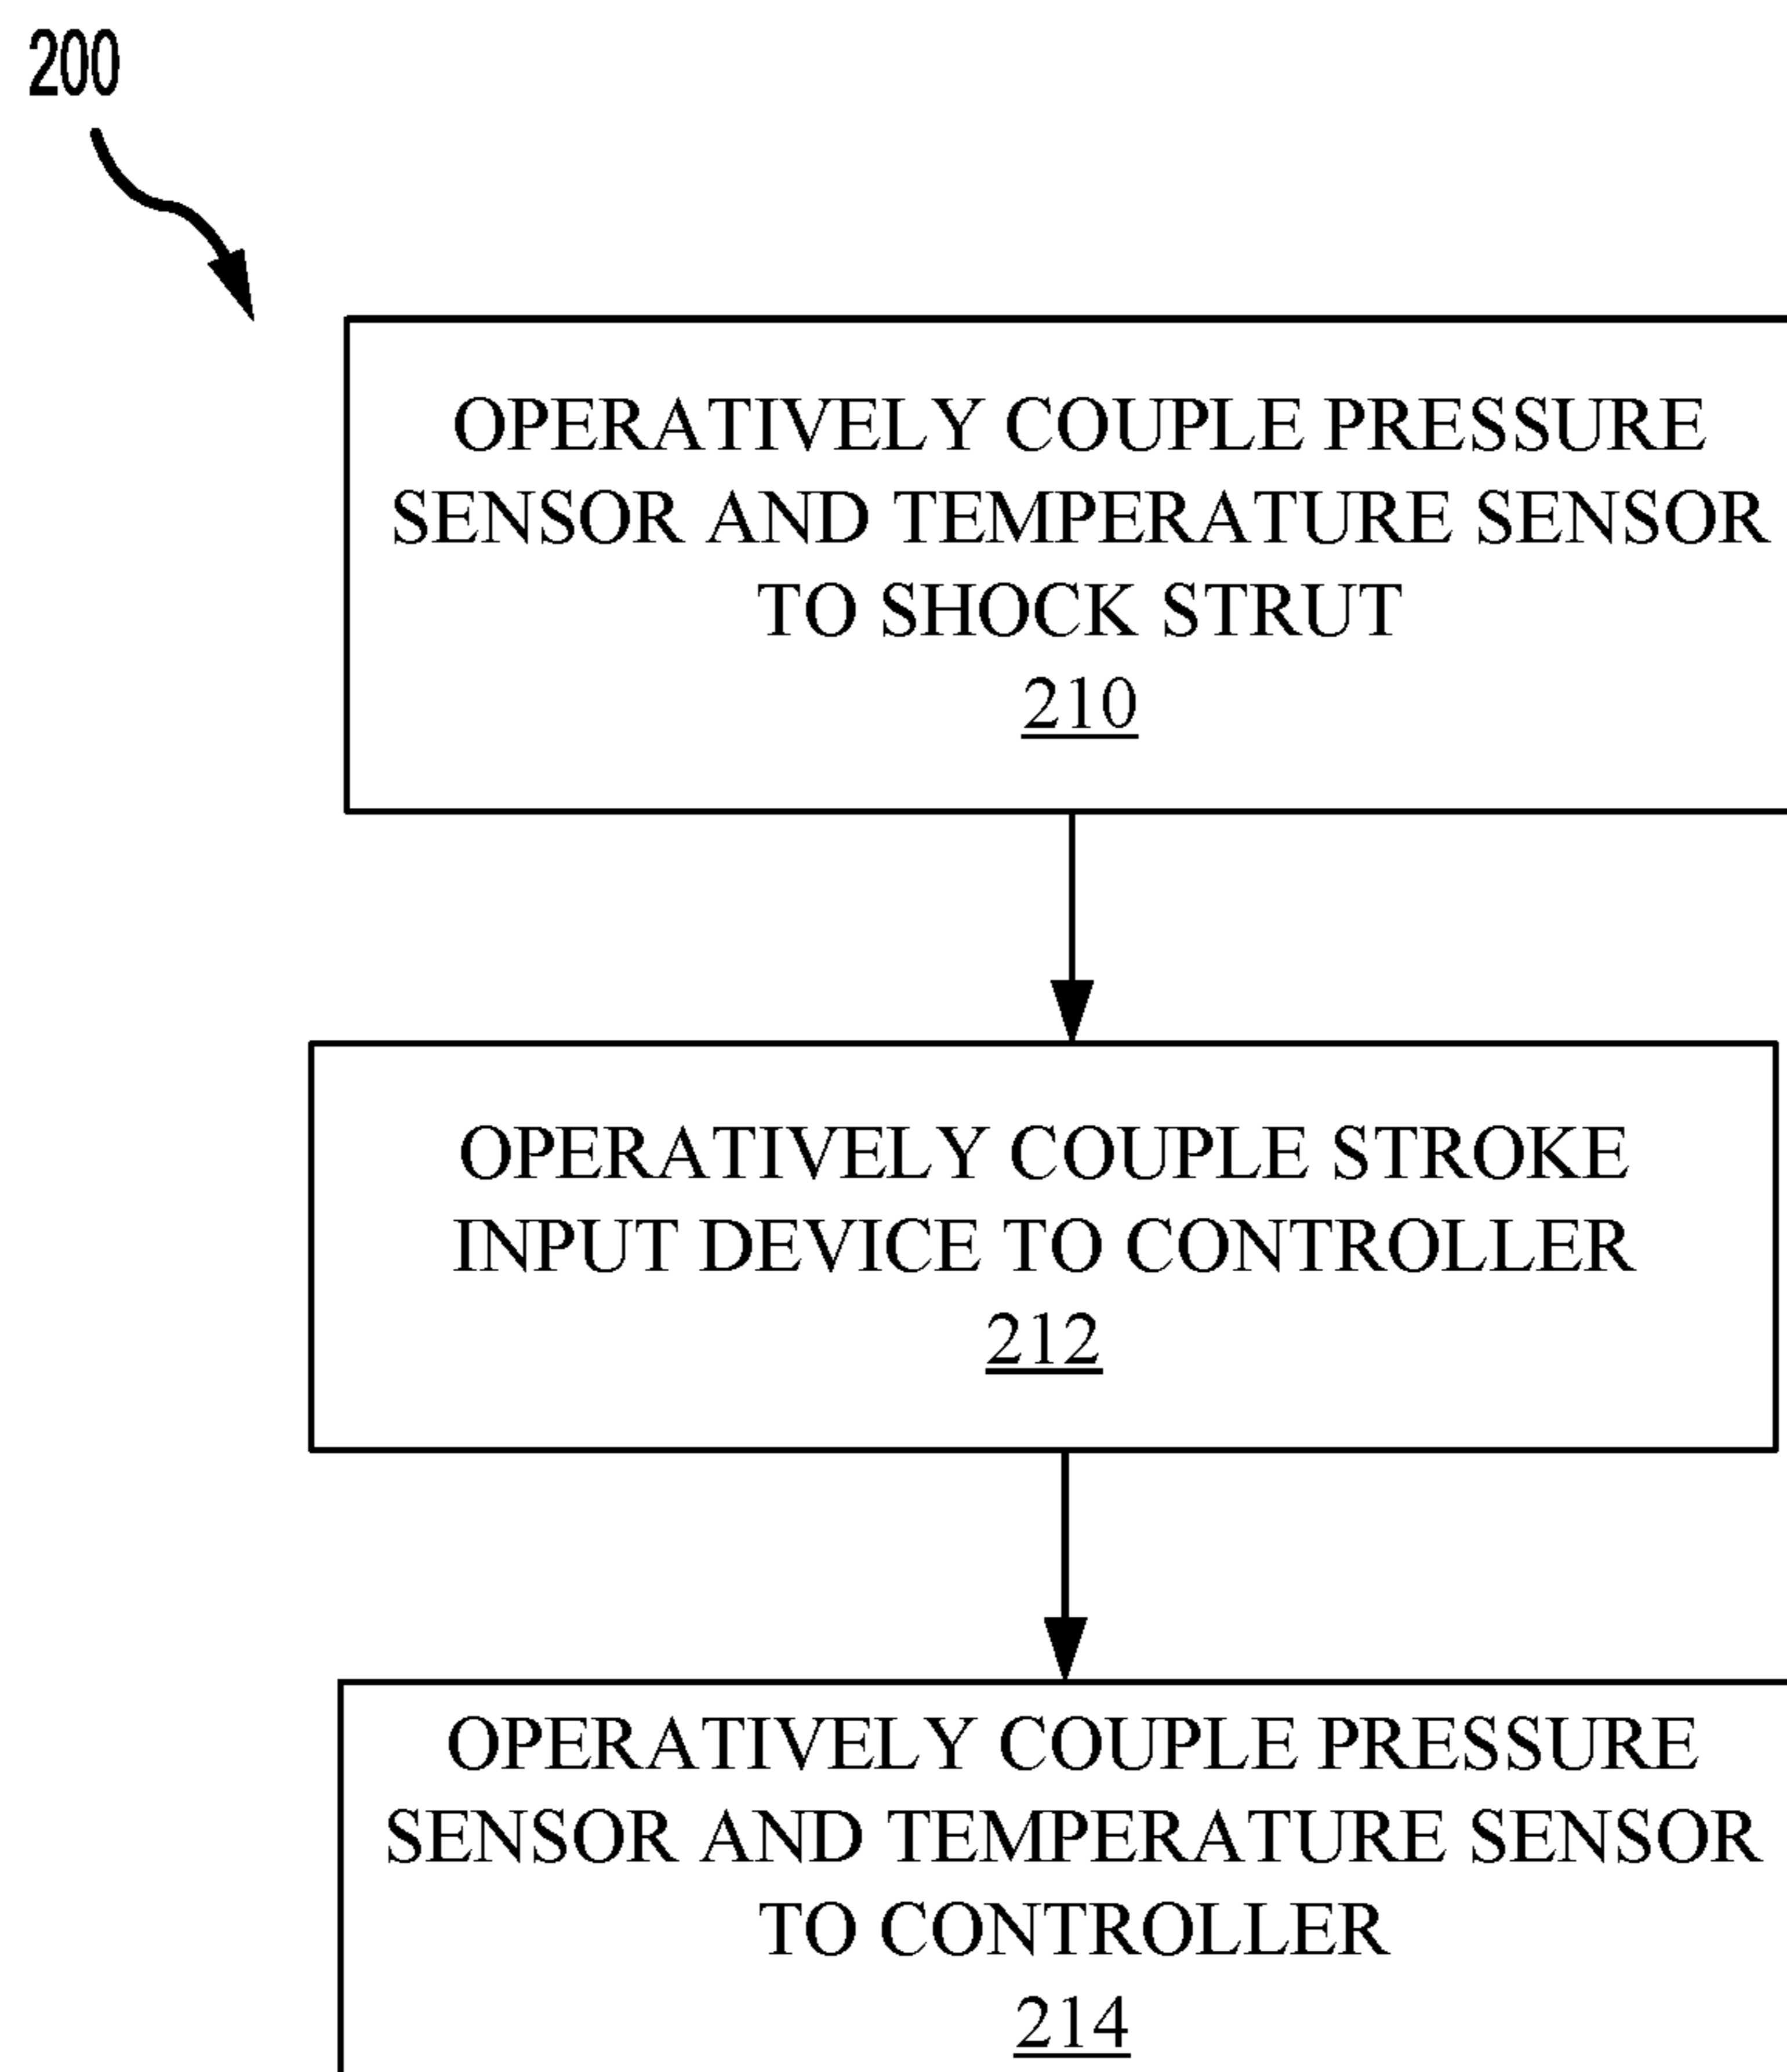 200
OPERATIVELY COUPLE PRESSURE
SENSOR AND TEMPERATURE SENSOR
TO SHOCK STRUT
210
OPERATIVELY COUPLE STROKE
INPUT DEVICE TO CONTROLLER
212
OPERATIVELY COUPLE PRESSURE
SENSOR AND TEMPERATURE SENSOR
TO CONTROLLER
214